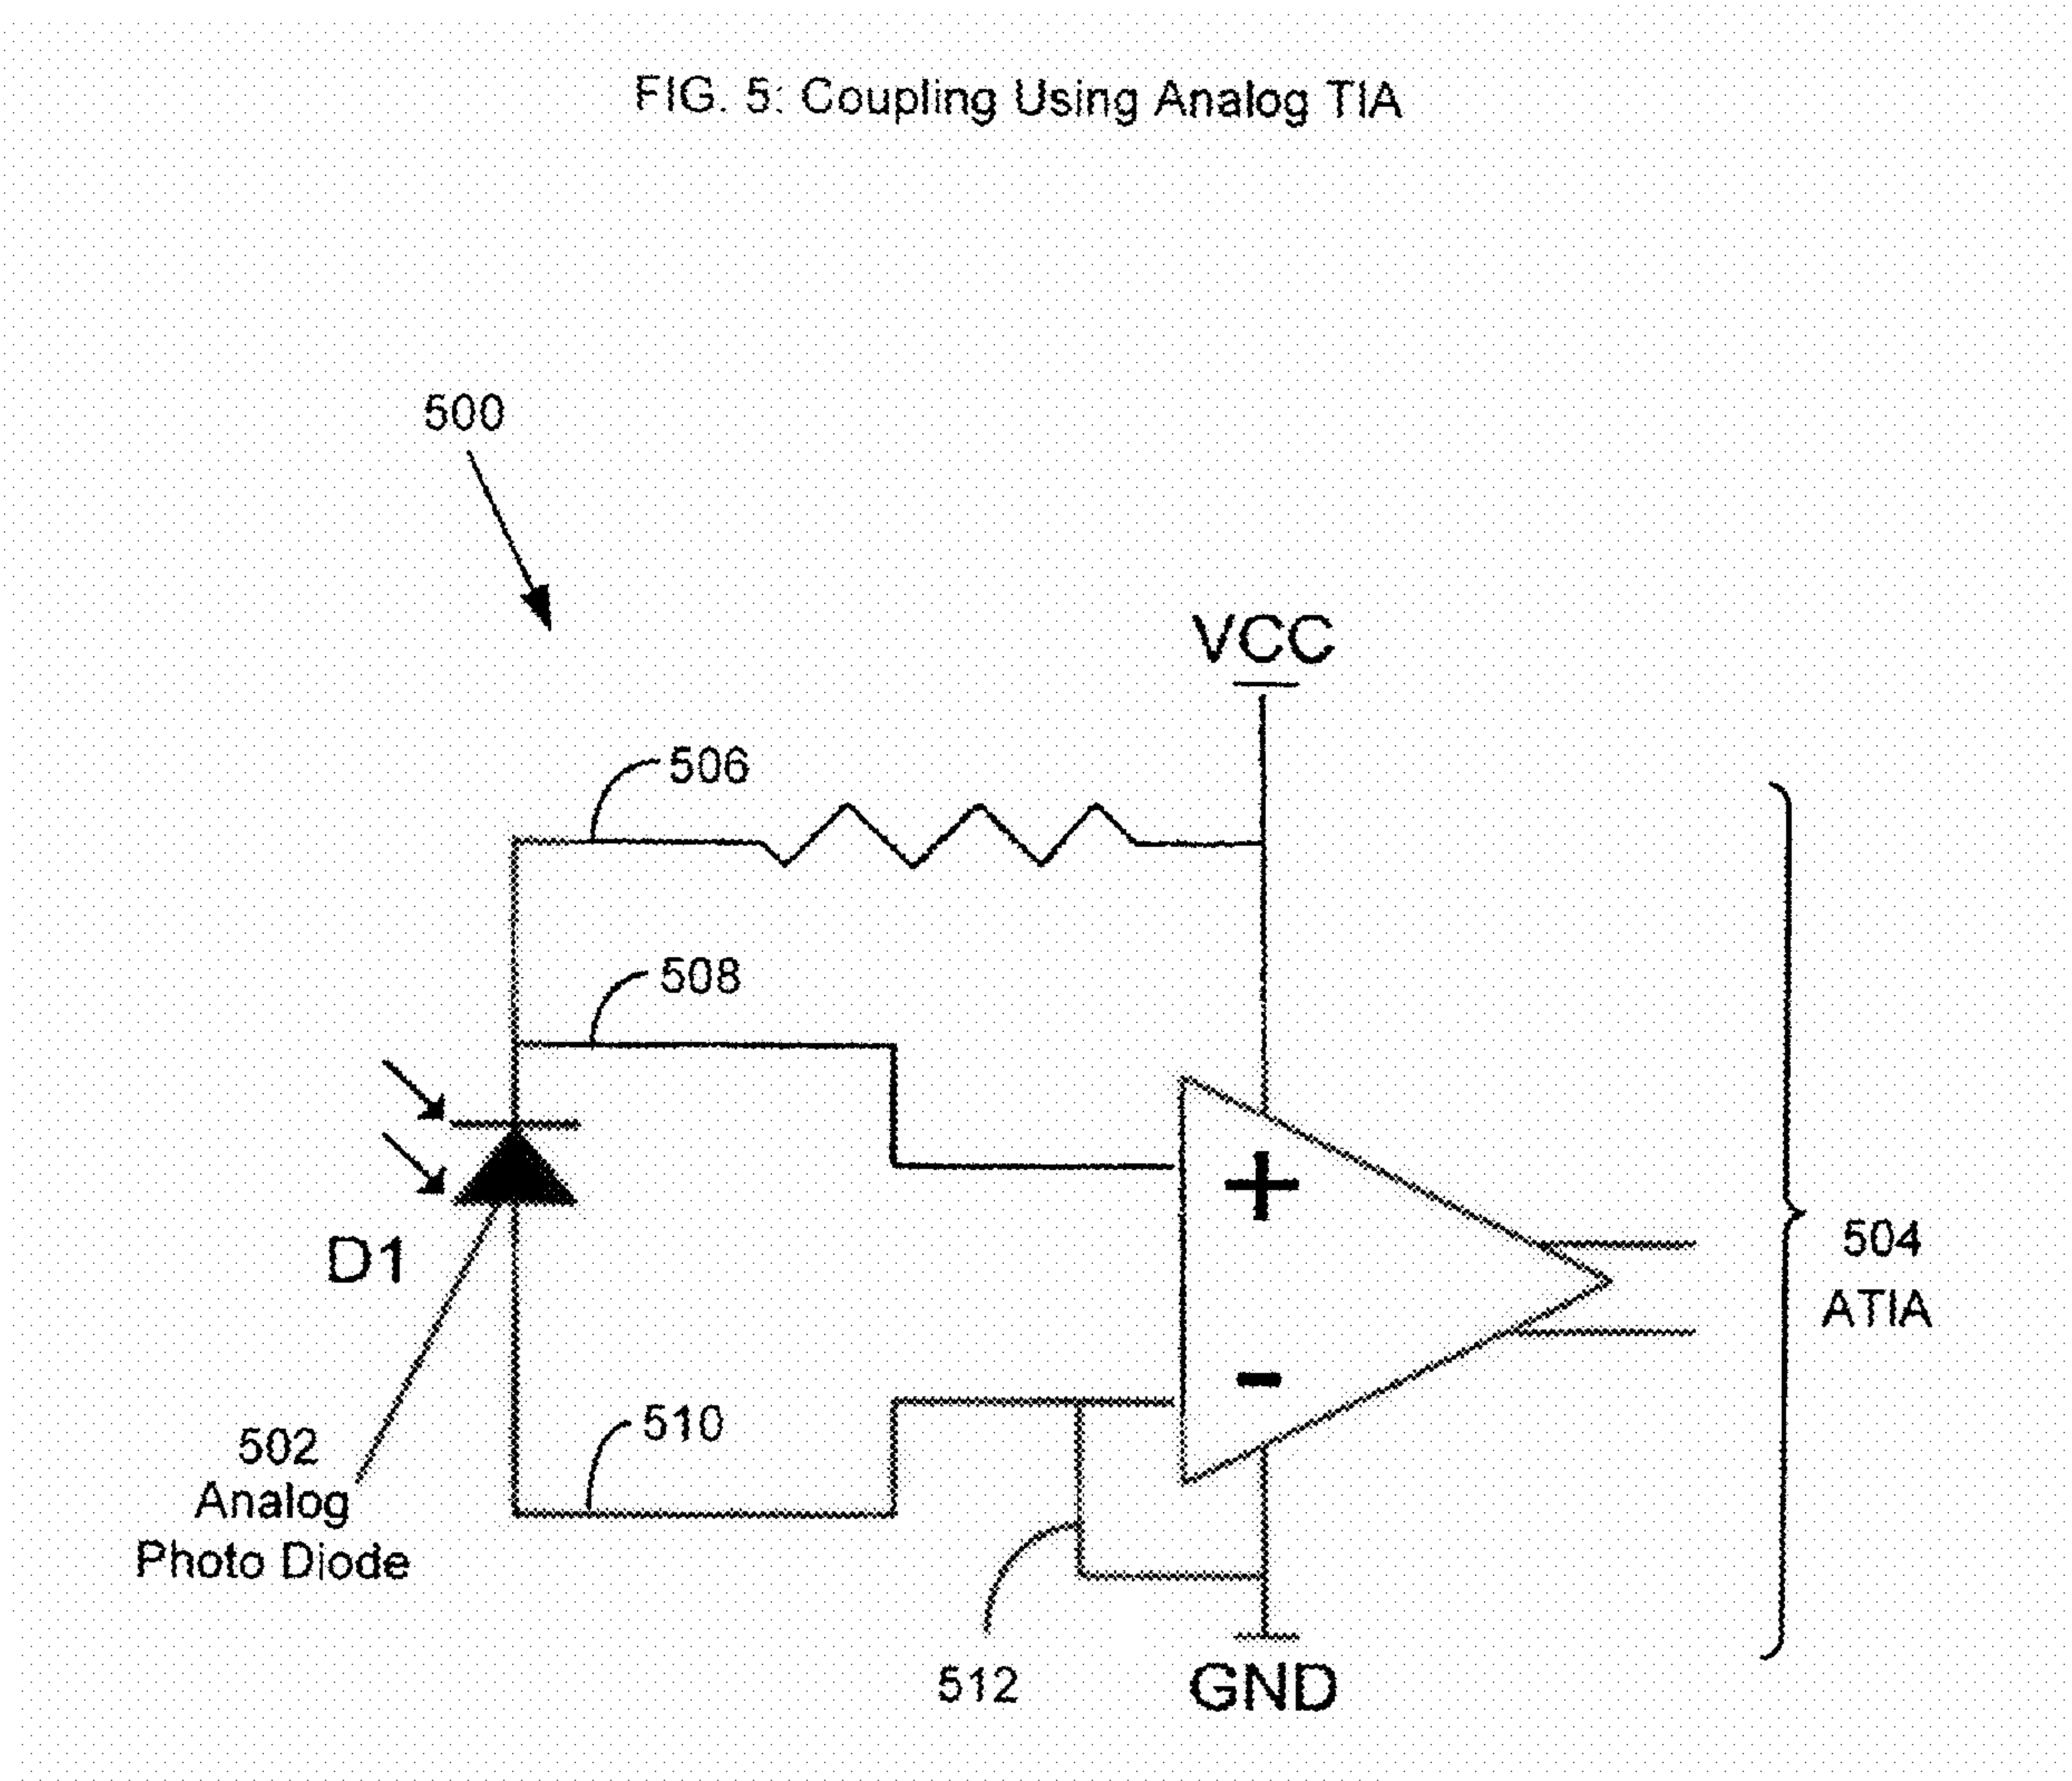 FIG. 5: Coupling Using Analog TIA
500
VCC
506
508
+
D1
504
ATIA
-
510
502
Analog
Photo Diode
512
GND